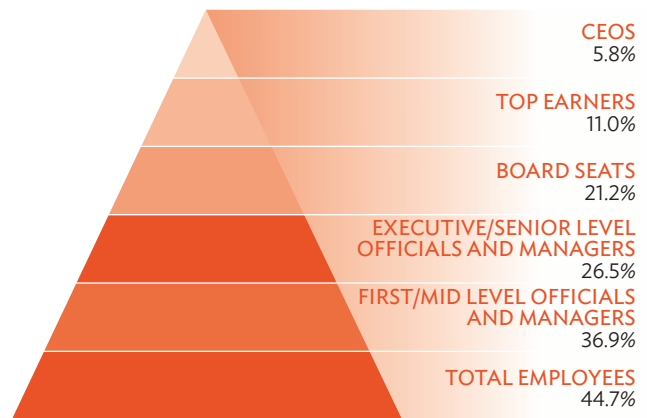 CEOS
5.8%
TOP EARNERS
11.0%
BOARD SEATS
21.2%
EXECUTIVE/SENIOR LEVEL
OFFICIALS AND MANAGERS
26.5%
FIRST/MID LEVEL OFFICIALS
AND MANAGERS
36.9%
TOTAL EMPLOYEES
44.7%